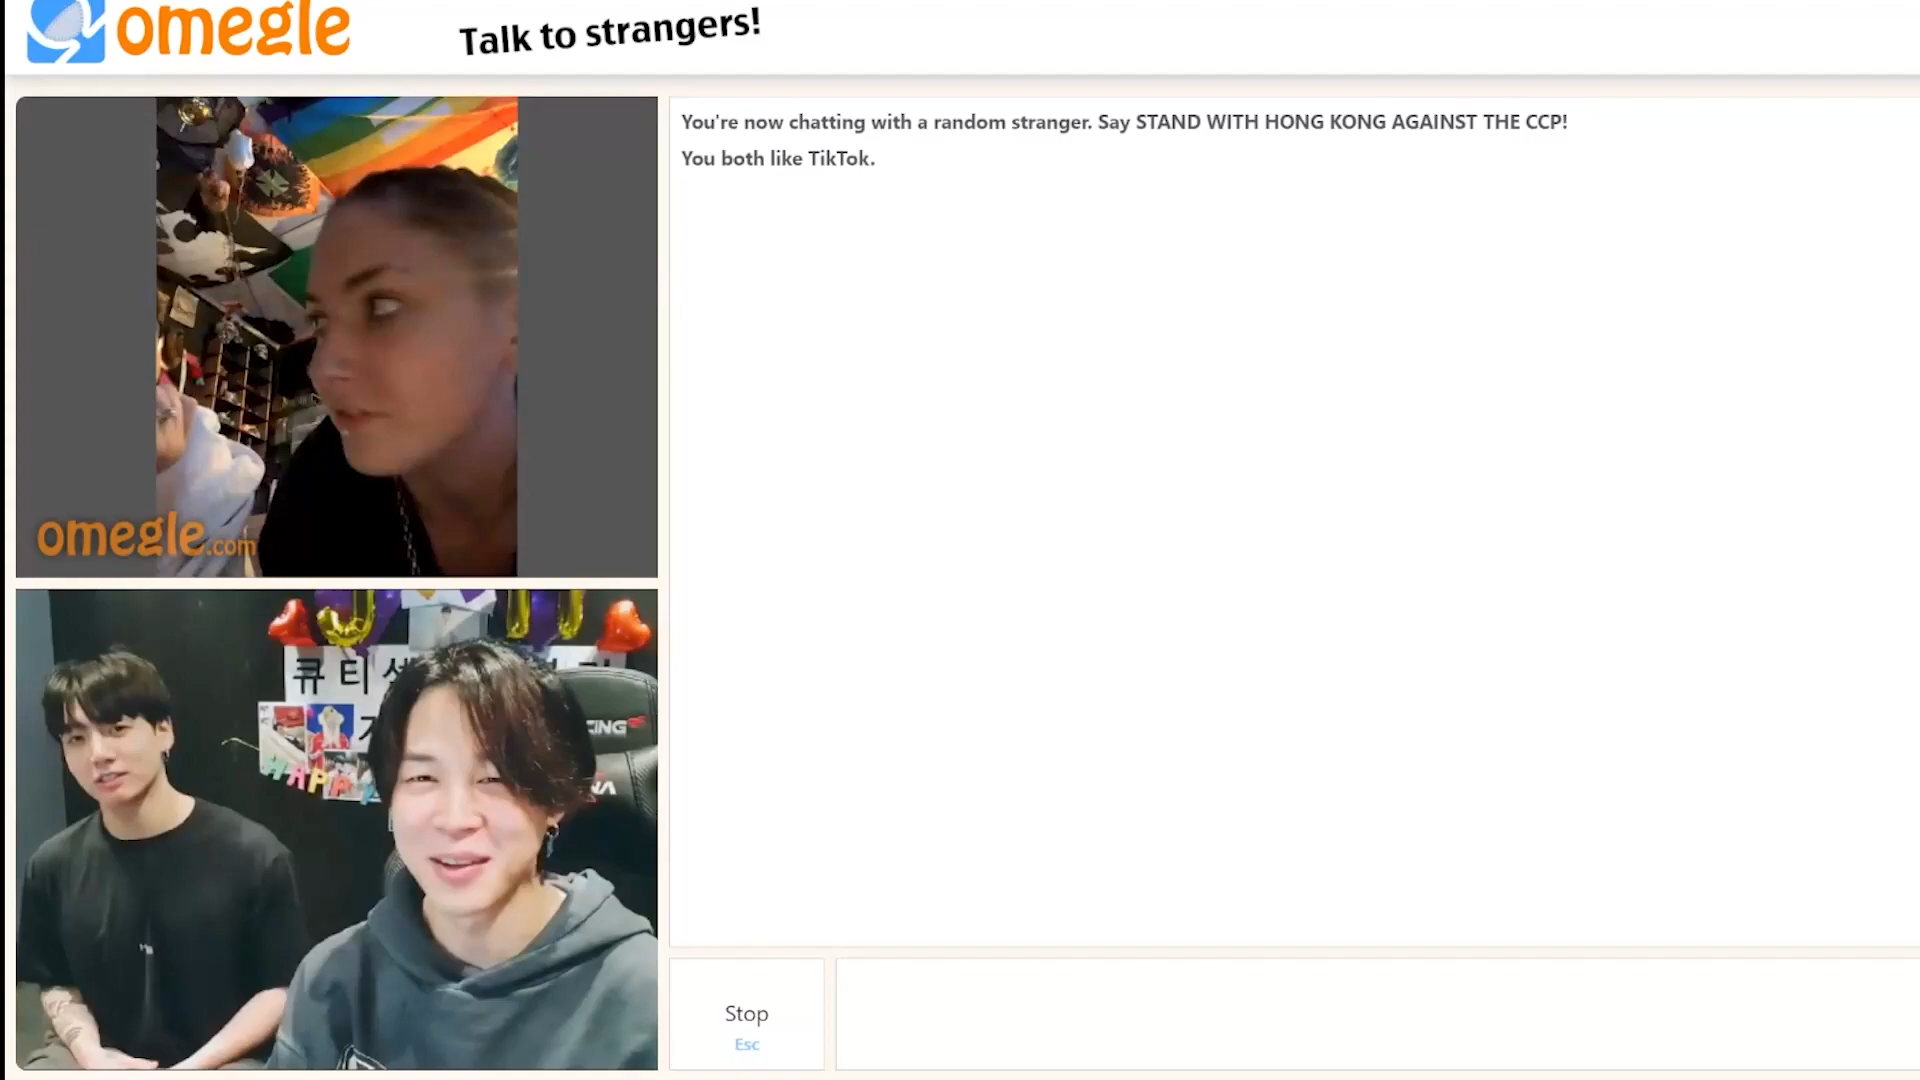 omegle
Talk to strangers!
You're now chatting with a random stranger. Say STAND WITH HONG KONG AGAINST THE CCP!
You both like TikTok.
omegle.com
큐티
HAPP
Stop
Esc